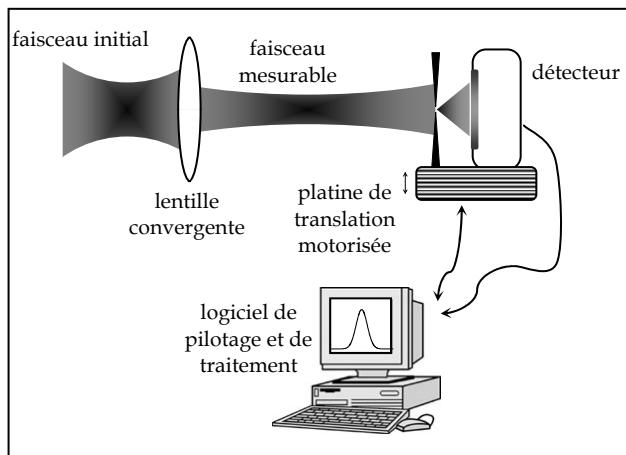 faisceau initial
faisceau
mesurable
détecteur
lentille
convergente
platine de
translation
motorisée
logiciel de
pilotage et de
traitement